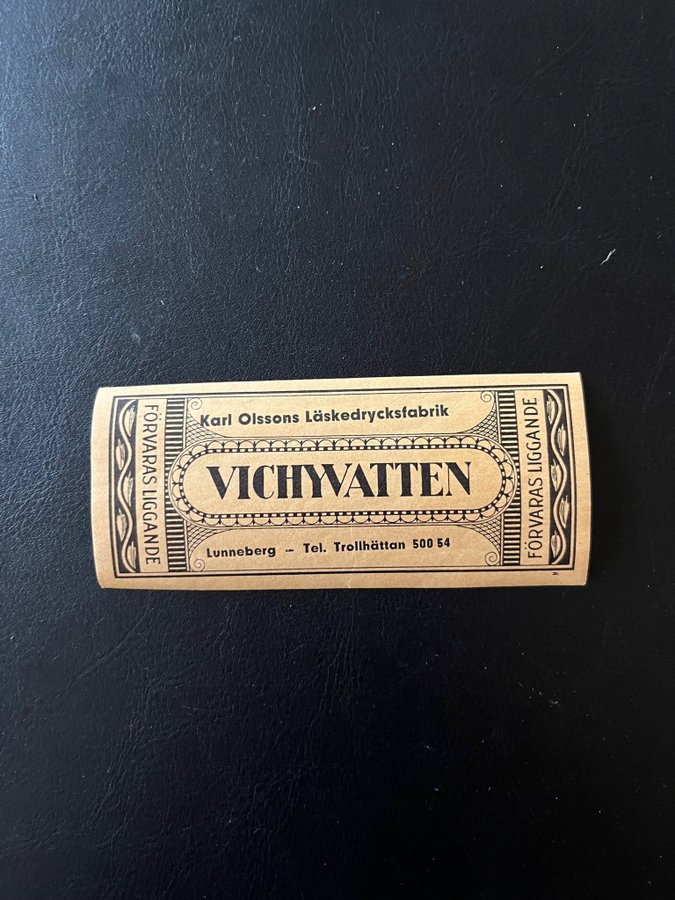 Karl Olssons Läskedrycksfabrik
FÖRVARAS LIGGANDE
VICHYVATTEN
FÖRVARAS LIGGANDE
Lunneberg – Tel. Trollhättan 500 54